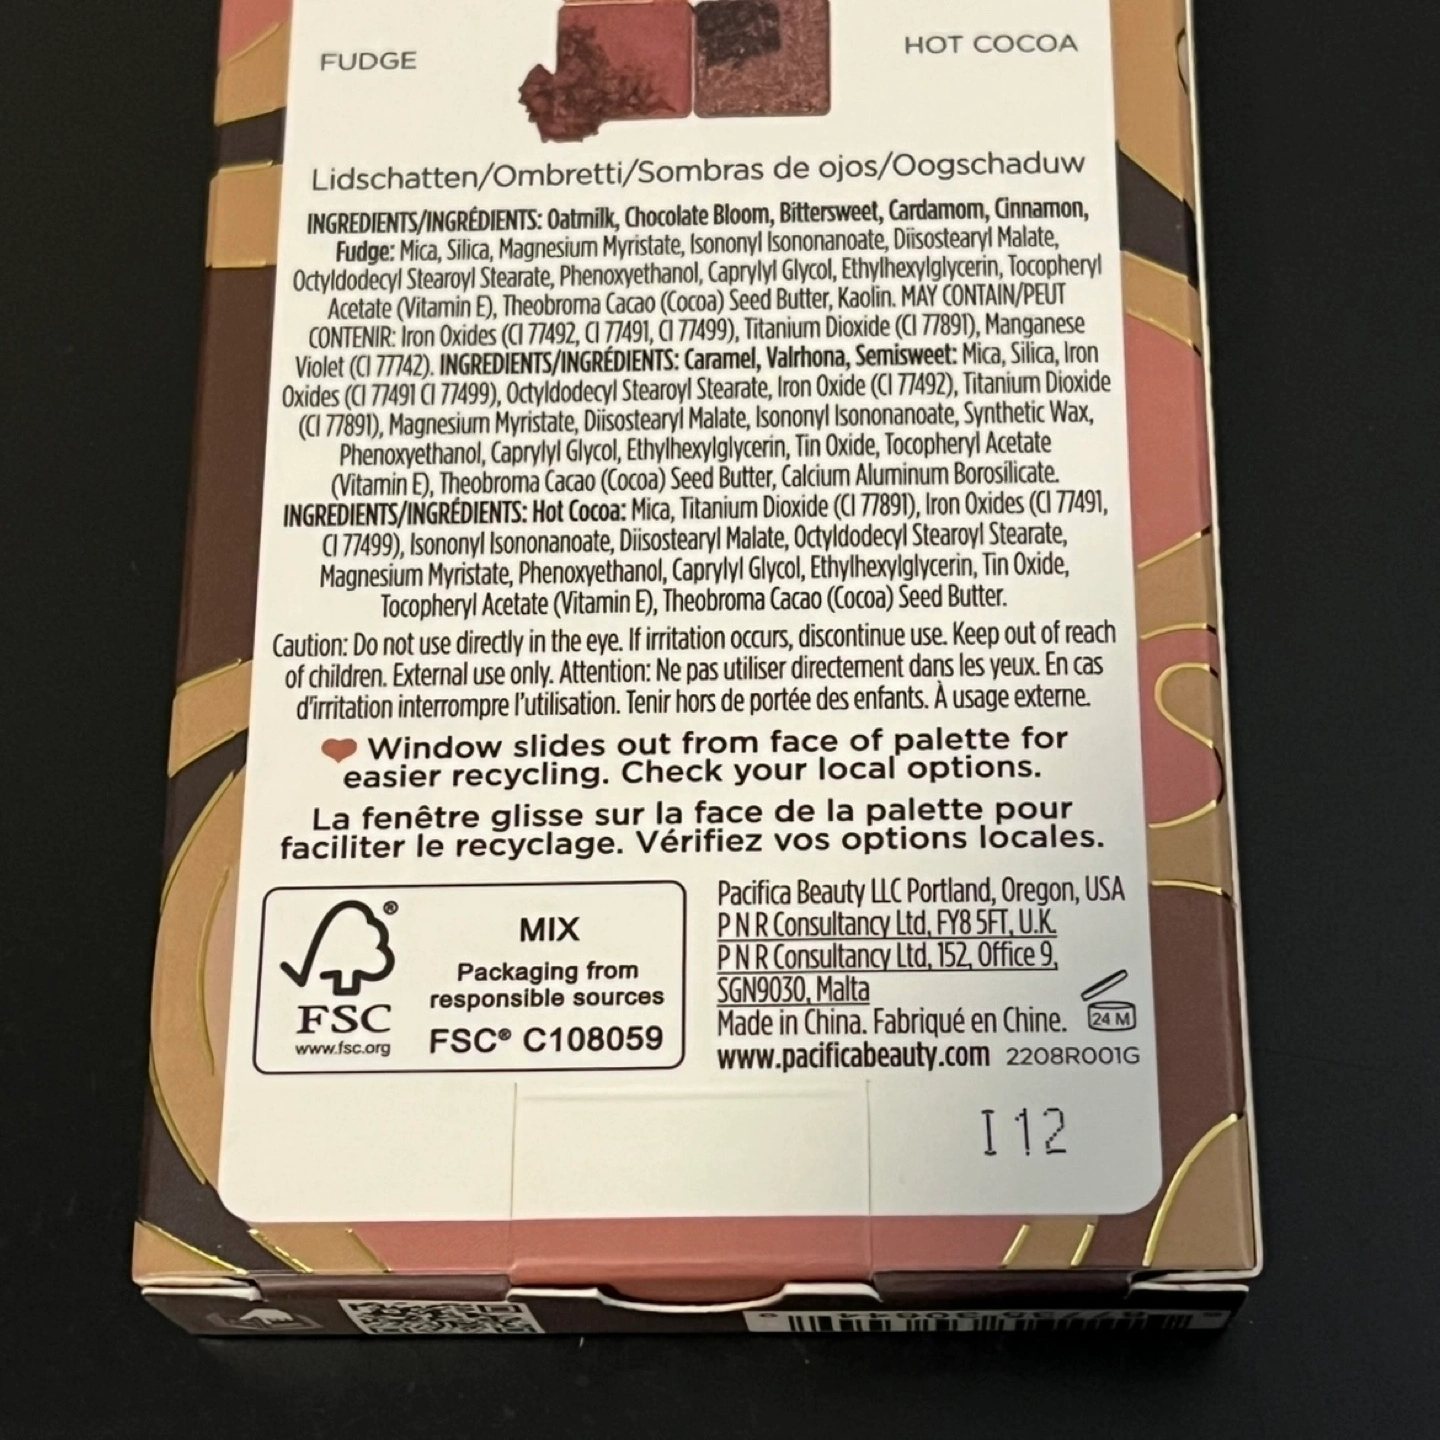 FUDGE
HOT COCOA
Lidschatten/Ombretti/Sombras de ojos/Oogschaduw
INGREDIENTS/INGRÉDIENTS: Oatmilk, Chocolate Bloom, Bittersweet, Cardamom, Cinnamon,
Fudge: Mica, Silica, Magnesium Myristate, Isononyl Isononanoate, Diisostearyl Malate,
Octyldodecyl Stearoyl Stearate, Phenoxyethanol, Caprylyl Glycol, Ethylhexylglycerin, Tocopheryl
Acetate (Vitamin E), Theobroma Cacao (Cocoa) Seed Butter, Kaolin. MAY CONTAIN/PEUT
CONTENIR: Iron Oxides (CI 77492, CI 77491, CI 77499), Titanium Dioxide (CI 77891), Manganese
Violet (CI 77742). INGREDIENTS/INGRÉDIENTS: Caramel, Valrhona, Semisweet: Mica, Silica, Iron
Oxides (CI 77491 CI 77499), Octyldodecyl Stearoyl Stearate, Iron Oxide (CI 77492), Titanium Dioxide
(CI 77891), Magnesium Myristate, Diisostearyl Malate, Isononyl Isononanoate, Synthetic Wax,
Phenoxyethanol, Caprylyl Glycol, Ethylhexylglycerin, Tin Oxide, Tocopheryl Acetate
(Vitamin E), Theobroma Cacao (Cocoa) Seed Butter, Calcium Aluminum Borosilicate.
INGREDIENTS/INGRÉDIENTS: Hot Cocoa: Mica, Titanium Dioxide (CI 77891), Iron Oxides (CI 77491,
CI 77499), Isononyl Isononanoate, Diisostearyl Malate, Octyldodecyl Stearoyl Stearate,
Magnesium Myristate, Phenoxyethanol, Caprylyl Glycol, Ethylhexylglycerin, Tin Oxide,
Tocopheryl Acetate (Vitamin E), Theobroma Cacao (Cocoa) Seed Butter.
Caution: Do not use directly in the eye. If irritation occurs, discontinue use. Keep out of reach
of children. External use only. Attention: Ne pas utiliser directement dans les yeux. En cas
d'irritation interrompre l'utilisation. Tenir hors de portée des enfants. À usage externe.
Window slides out from face of palette for
easier recycling. Check your local options.
La fenêtre glisse sur la face de la palette pour
faciliter le recyclage. Vérifiez vos options locales.
FSC
www.fsc.org
MIX
Packaging from
responsible sources
FSC® C108059
Pacifica Beauty LLC Portland, Oregon, USA
P N R Consultancy Ltd, FY8 5FT, U.K.
P N R Consultancy Ltd, 152, Office 9,
SGN9030, Malta
Made in China. Fabriqué en Chine.
24 M
www.pacificabeauty.com 2208R001G
I 12